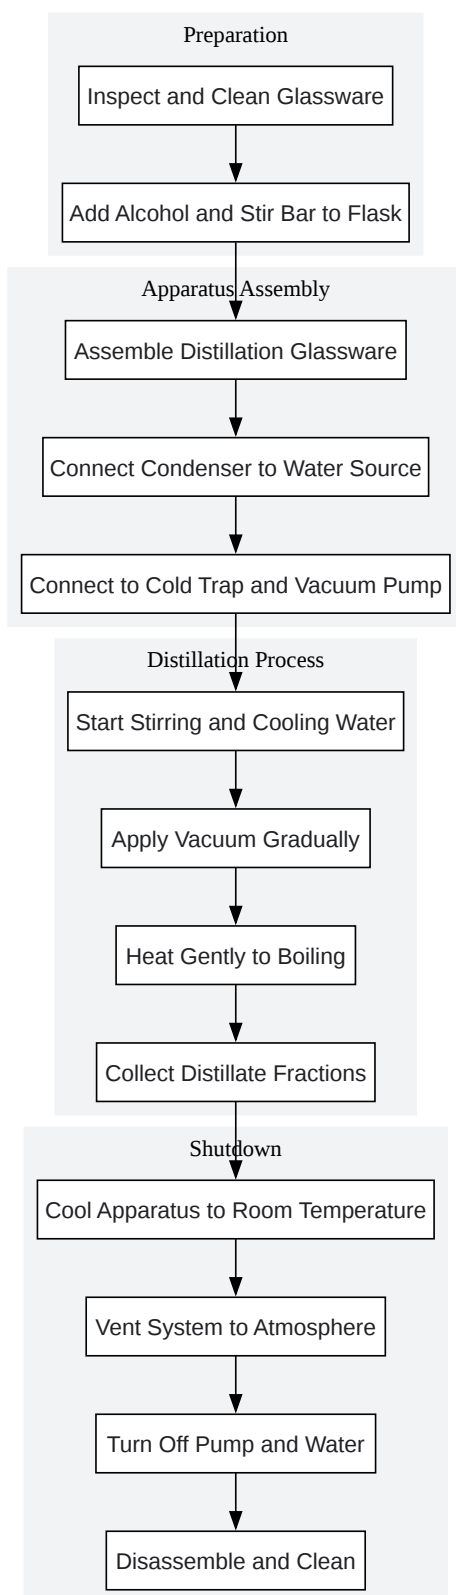 Preparation
Inspect and Clean Glassware
Add Alcohol and Stir Bar to Flask
Apparatus Assembly
Assemble Distillation Glassware
Connect Condenser to Water Source
Connect to Cold Trap and Vacuum Pump
Distillation Process
Start Stirring and Cooling Water
Apply Vacuum Gradually
Heat Gently to Boiling
Collect Distillate Fractions
Shutdown
Cool Apparatus to Room Temperature
Vent System to Atmosphere
Turn Off Pump and Water
Disassemble and Clean